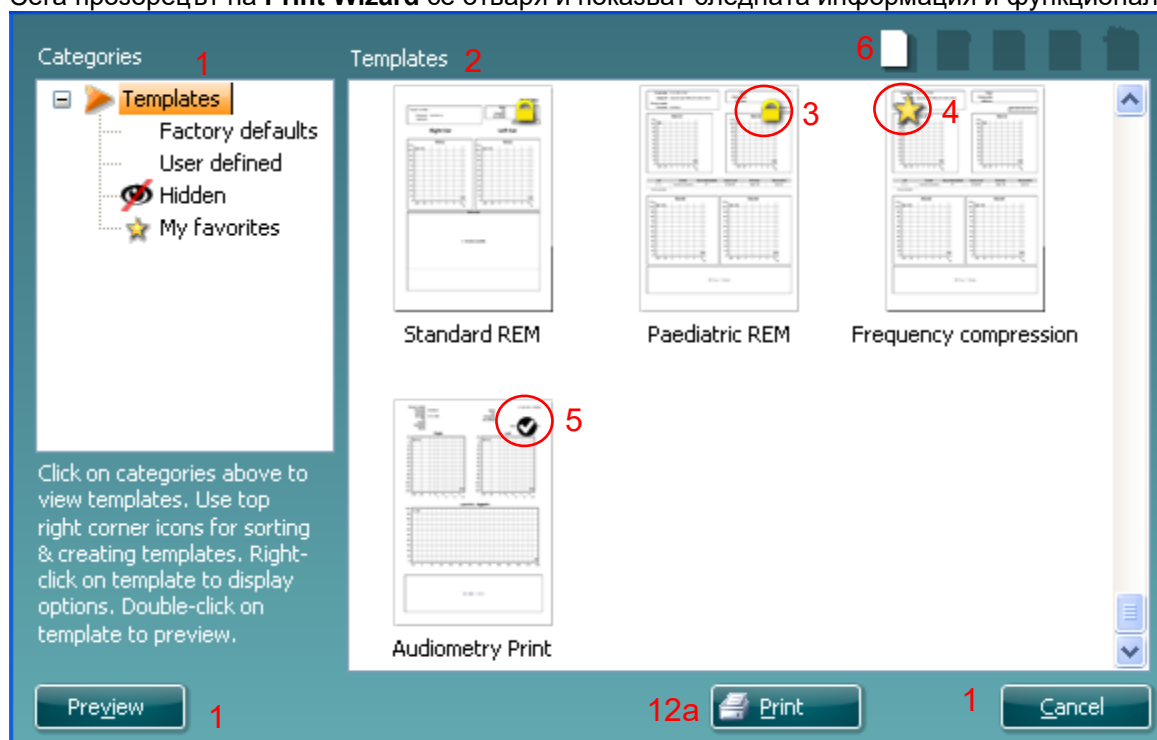 Сега прозорецът на Print Wizard се отваря и показват следната информация и функционал
Categories 1
Templates 2
6
Templates
Factory defaults
User defined
Hidden
My favorites
3
4
Standard REM
Paediatric REM
Frequency compression
5
Audiometry Print
Click on categories above to
view templates. Use top
right corner icons for sorting
& creating templates. Right-
click on template to display
options. Double-click on
template to preview.
Preview 1
12a Print
1 Cancel